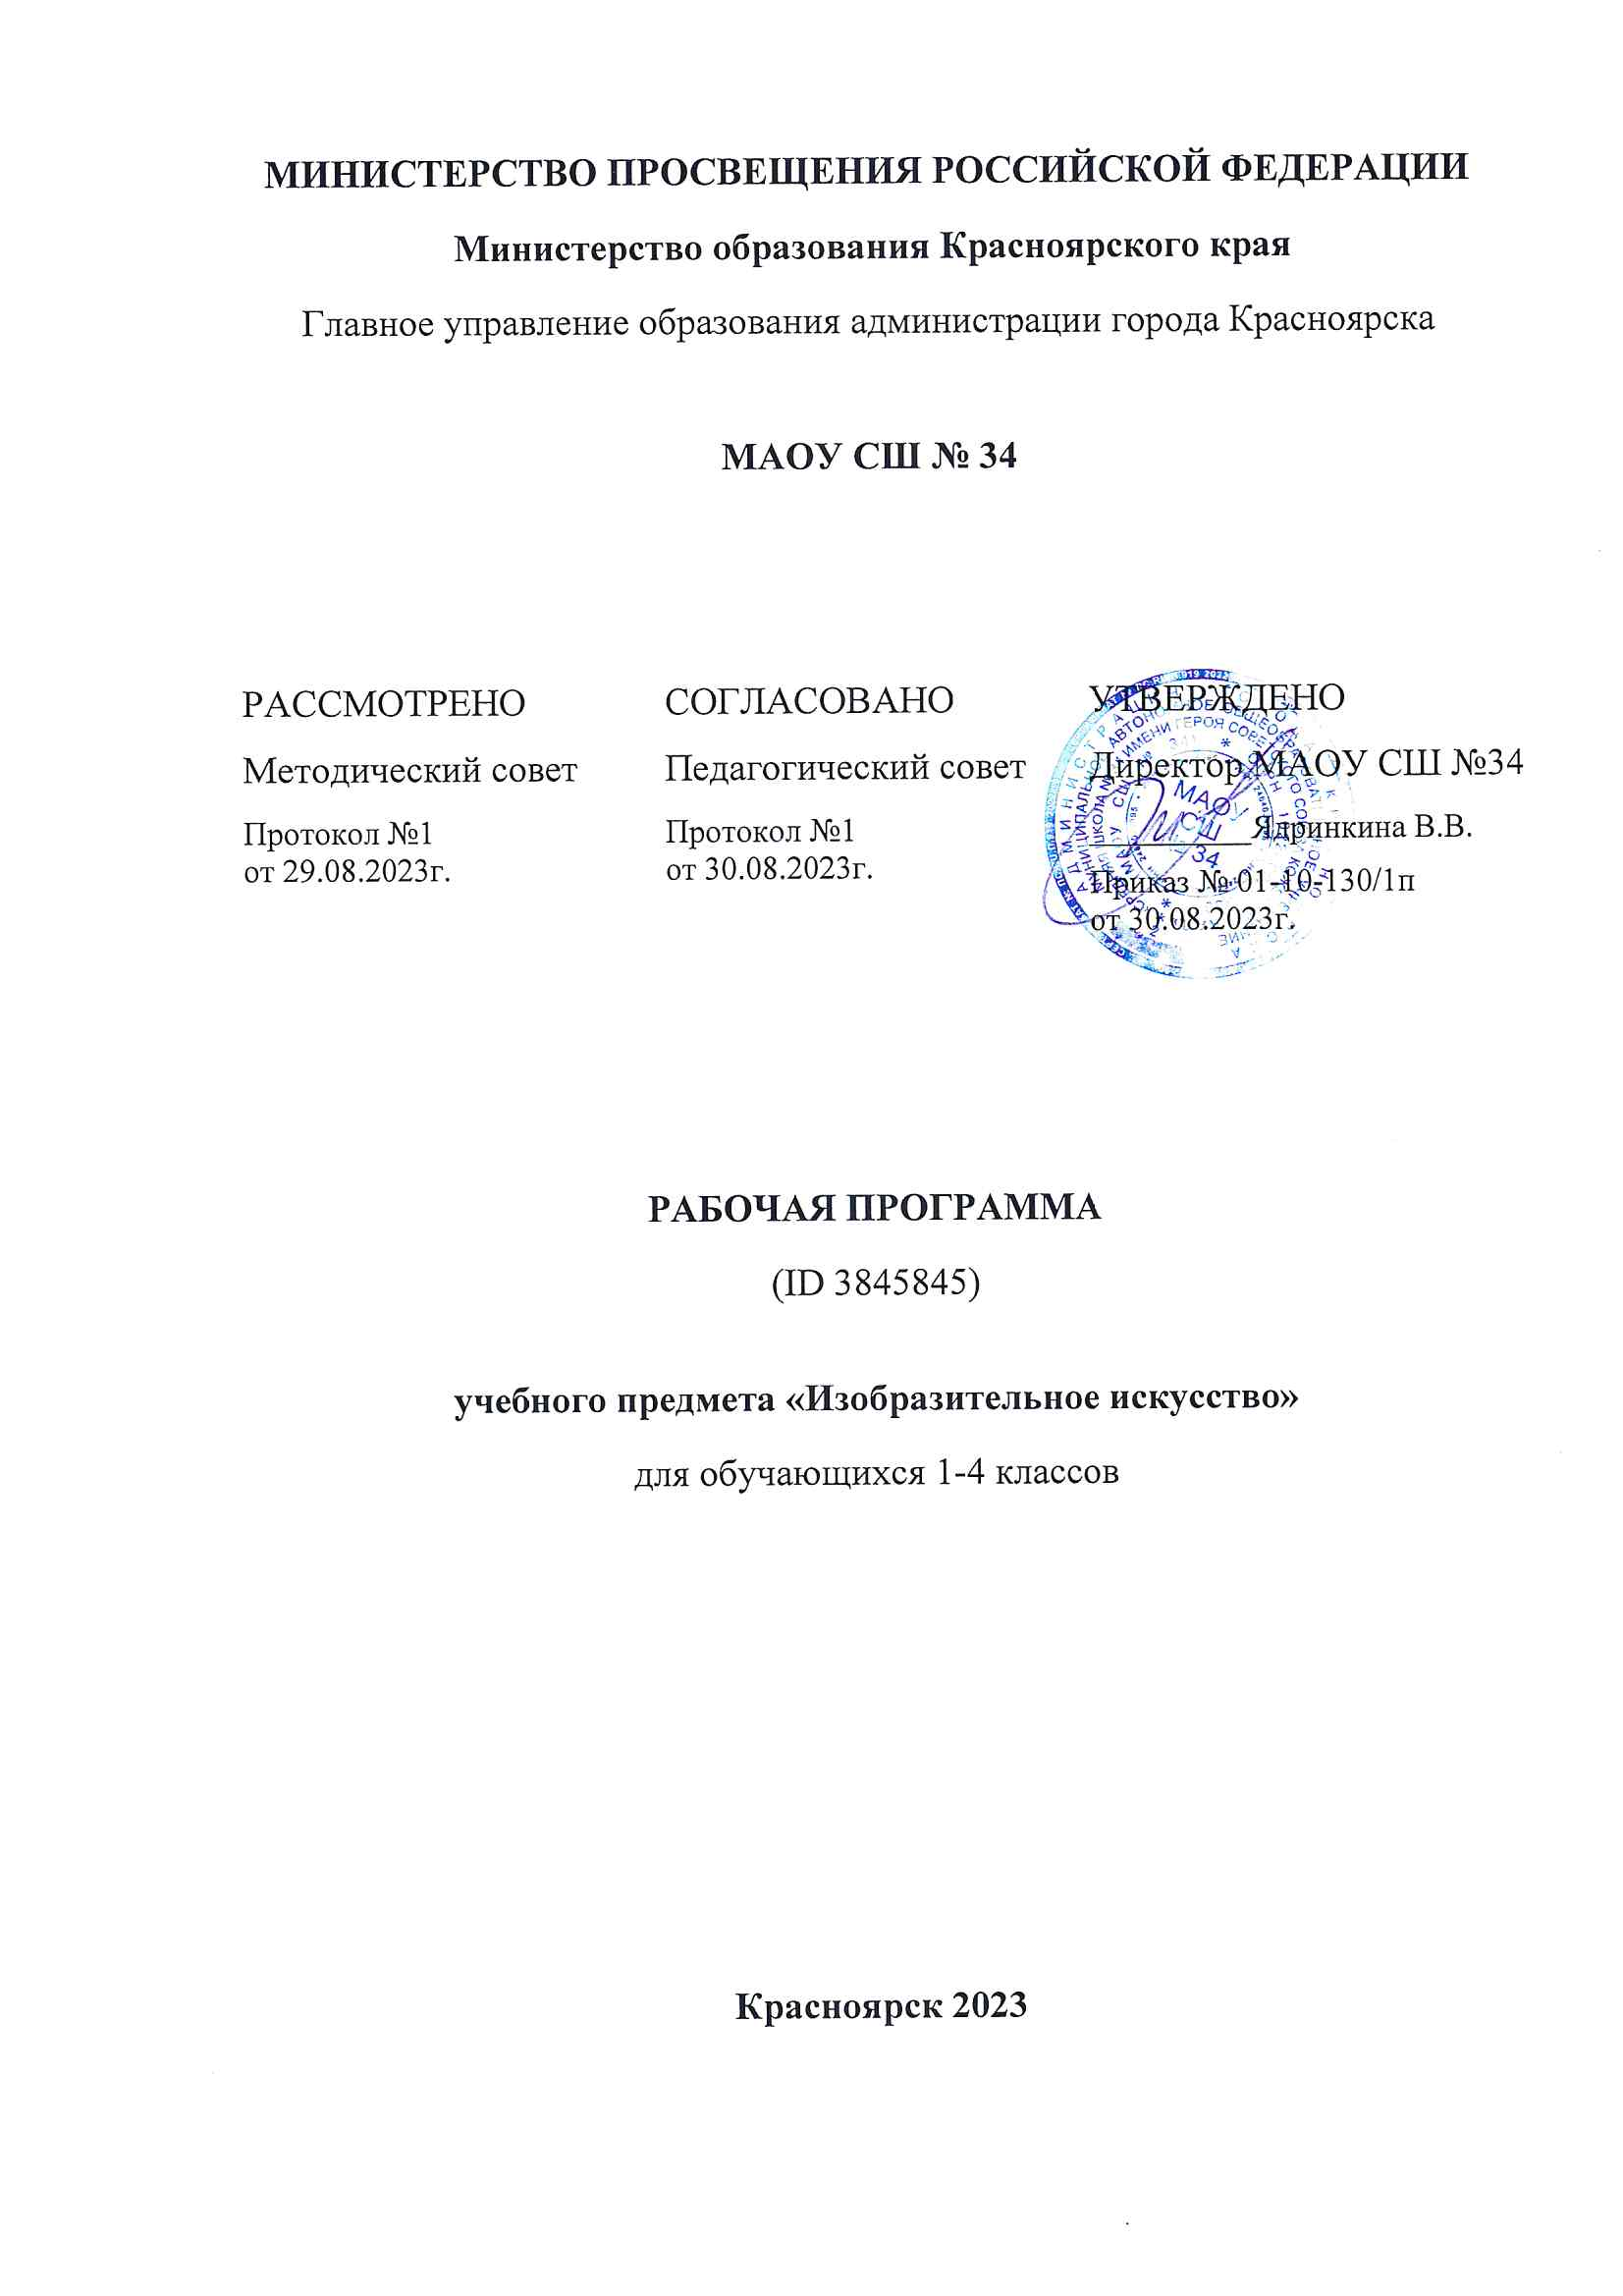 МИНИСТЕРСТВО ПРОСВЕЩЕНИЯ РОССИЙСКОЙ ФЕДЕРАЦИИ
Министерство образования Красноярского края
Главное управление образования администрации города Красноярска
МАОУ СШ № 34
РАССМОТРЕНО
Методический совет
Протокол №1
от 29.08.2023г.
СОГЛАСОВАНО
Педагогический совет
Протокол №1
от 30.08.2023г.
УТВЕРЖДЕНО
Директор МАОУ СШ №34
Ядринкина В.В.
Приказ № 01-10-130/1п
от 30.08.2023г.
МАОУ
СШ
34
РАБОЧАЯ ПРОГРАММА
(ID 3845845)
учебного предмета «Изобразительное искусство»
для обучающихся 1-4 классов
Красноярск 2023